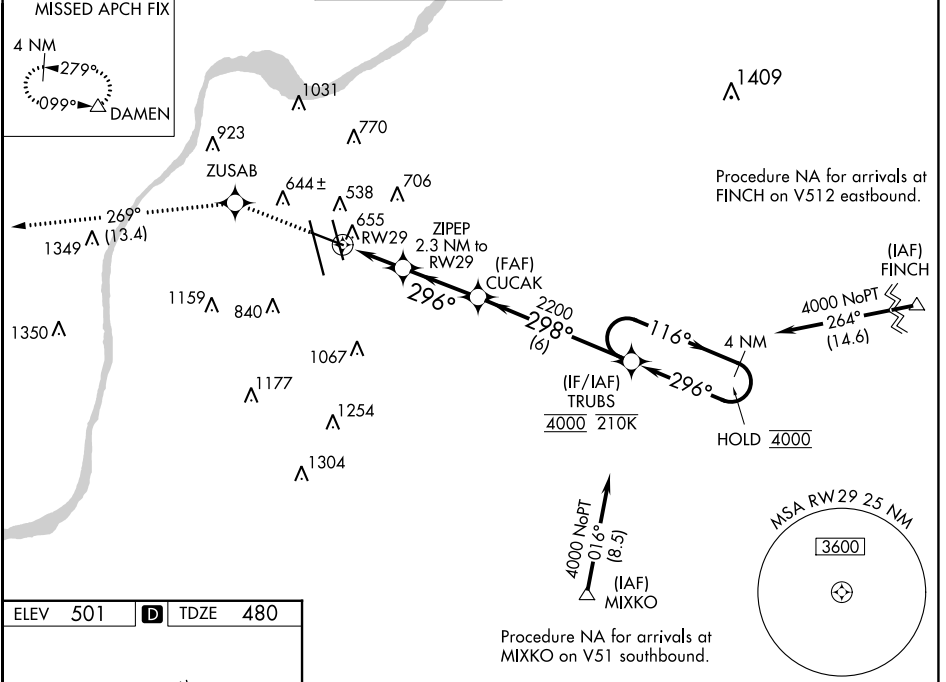 MISSED APCH FIX
4 NM
279°
099°
DAMEN
1031
1409
923
770
ZUSAB
644±
538
706
Procedure NA for arrivals at
FINCH on V512 eastbound.
269°
(13.4)
1349
655
RW29
ZIPEP
2.3 NM to
RW29
(FAF)
CUCAK
(IAF)
FINCH
296°
2200
298°
(6)
4000 NoPT
264°
(14.6)
1159
840
1350
116°
4 NM
1067
296°
(IF/IAF)
TRUBS
4000 210K
1177
1254
HOLD 4000
1304
MSA RW29 25 NM
3600
4000 NoPT
016°
(8.5)
(IAF)
MIXKO
ELEV 501 D TDZE 480
Procedure NA for arrivals at
MIXKO on V51 southbound.